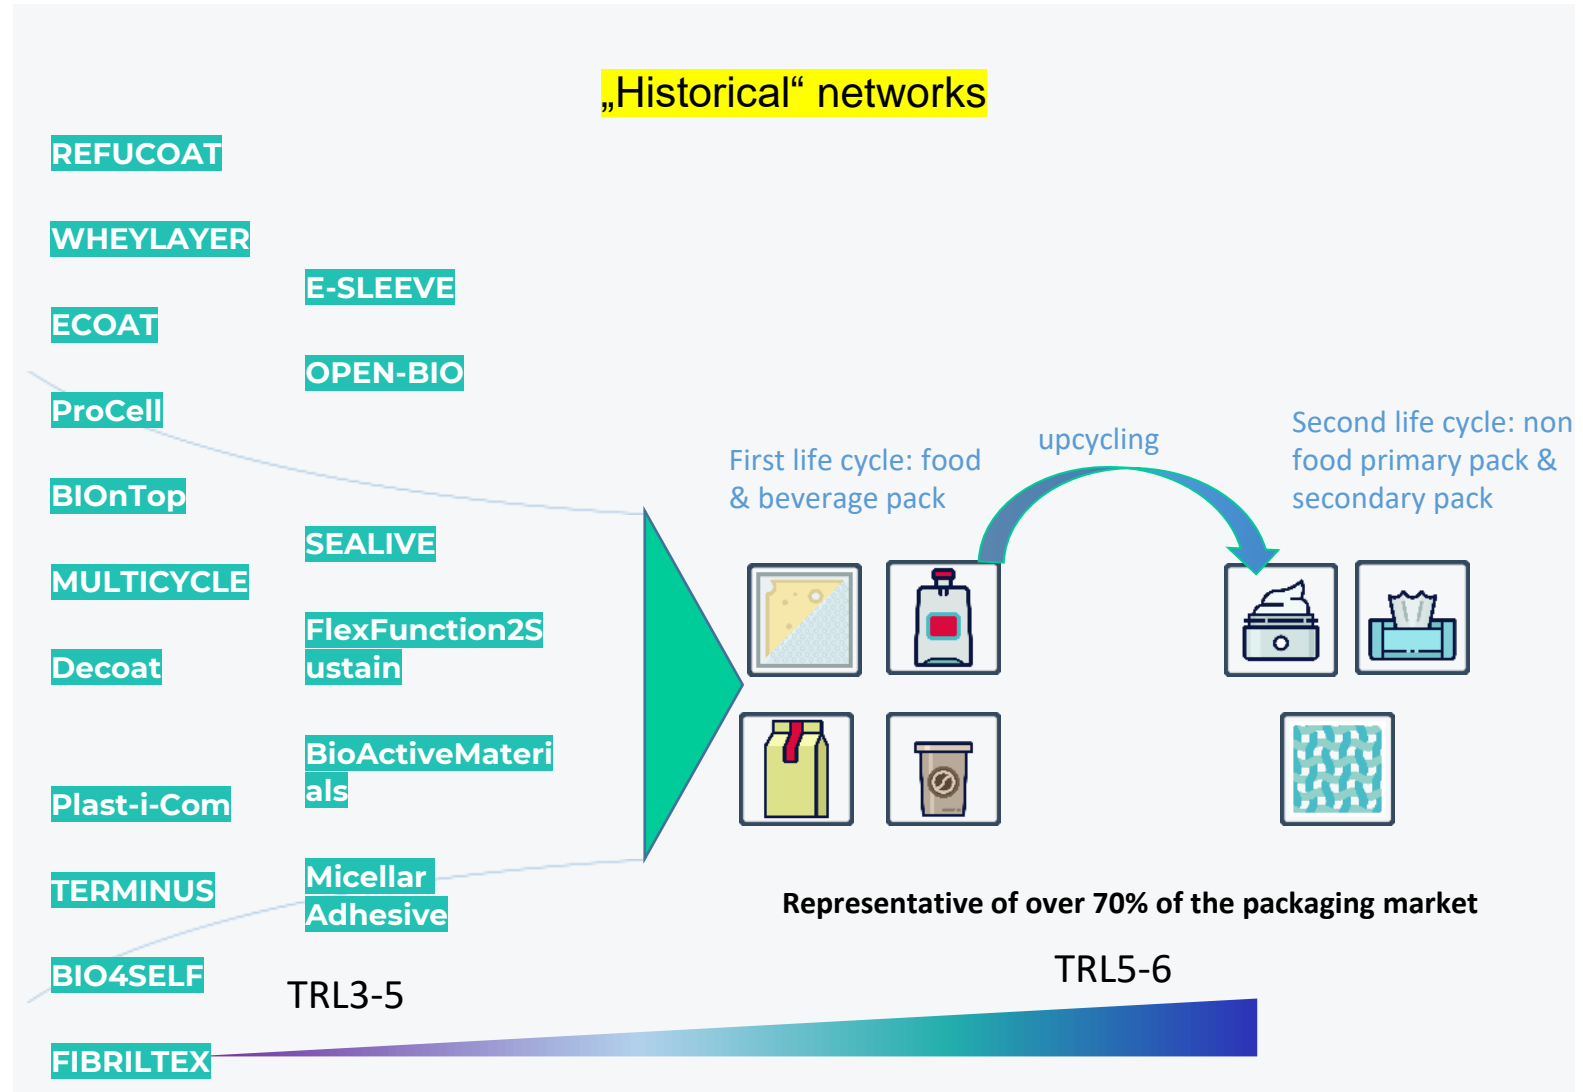 „Historical“ networks
REFUCOAT
WHEYLAYER
ECOAT
ProCell
BIOnTop
MULTICYCLE
Decoat
Plast-i-Com
TERMINUS
BIO4SELF
FIBRILTEX
E-SLEEVE
OPEN-BIO
SEALIVE
FlexFunction2S
ustain
BioActiveMateri
als
Micellar
Adhesive
First life cycle: food
& beverage pack
upcycling
Second life cycle: non
food primary pack &
secondary pack
Representative of over 70% of the packaging market
TRL3-5
TRL5-6